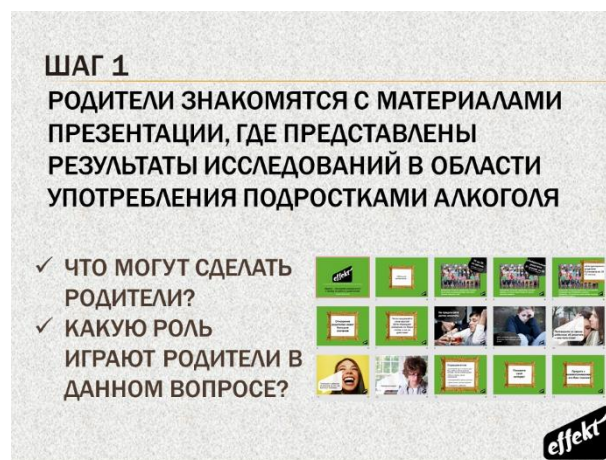 ШАГ 1
РОДИТЕЛИ ЗНАКОМЯТСЯ С МАТЕРИАЛАМИ
ПРЕЗЕНТАЦИИ, ГДЕ ПРЕДСТАВЛЕНЫ
РЕЗУЛЬТАТЫ ИССЛЕДОВАНИЙ В ОБЛАСТИ
УПОТРЕБЛЕНИЯ ПОДРОСТКАМИ АЛКОГОЛЯ
✓ ЧТО МОГУТ СДЕЛАТЬ
РОДИТЕЛИ?
✓ КАКУЮ РОЛЬ
ИГРАЮТ РОДИТЕЛИ В
ДАННОМ ВОПРОСЕ?
effekt
effekt